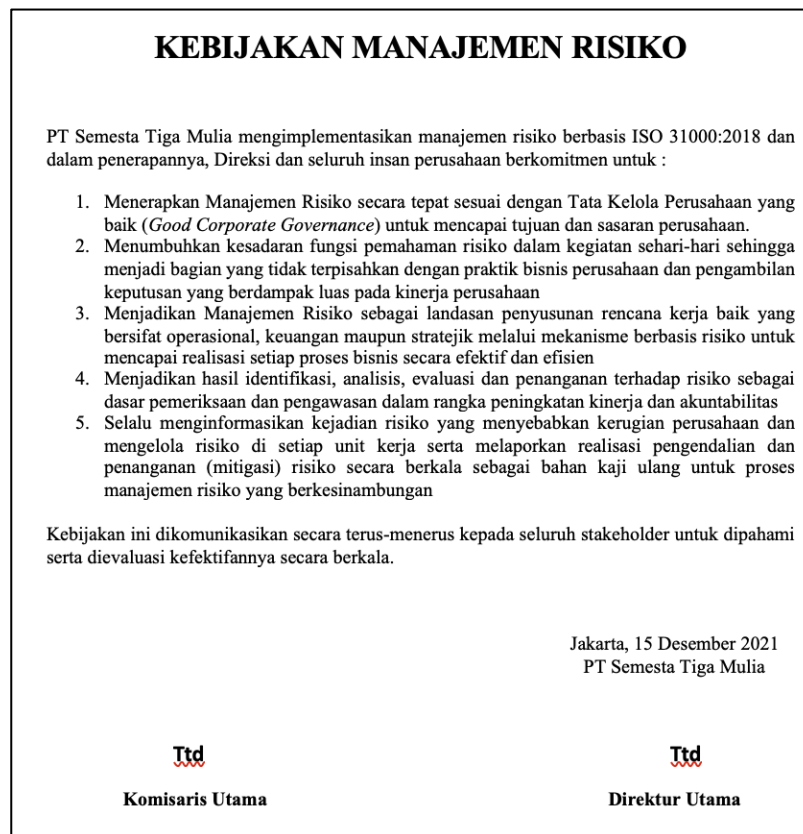 KEBIJAKAN MANAJEMEN RISIKO
PT Semesta Tiga Mulia mengimplementasikan manajemen risiko berbasis ISO 31000:2018 dan
dalam penerapannya, Direksi dan seluruh insan perusahaan berkomitmen untuk :
1. Menerapkan Manajemen Risiko secara tepat sesuai dengan Tata Kelola Perusahaan yang
baik (Good Corporate Governance) untuk mencapai tujuan dan sasaran perusahaan.
2. Menumbuhkan kesadaran fungsi pemahaman risiko dalam kegiatan sehari-hari sehingga
menjadi bagian yang tidak terpisahkan dengan praktik bisnis perusahaan dan pengambilan
keputusan yang berdampak luas pada kinerja perusahaan
3. Menjadikan Manajemen Risiko sebagai landasan penyusunan rencana kerja baik yang
bersifat operasional, keuangan maupun stratejik melalui mekanisme berbasis risiko untuk
mencapai realisasi setiap proses bisnis secara efektif dan efisien
4. Menjadikan hasil identifikasi, analisis, evaluasi dan penanganan terhadap risiko sebagai
dasar pemeriksaan dan pengawasan dalam rangka peningkatan kinerja dan akuntabilitas
5. Selalu menginformasikan kejadian risiko yang menyebabkan kerugian perusahaan dan
mengelola risiko di setiap unit kerja serta melaporkan realisasi pengendalian dan
penanganan (mitigasi) risiko secara berkala sebagai bahan kaji ulang untuk proses
manajemen risiko yang berkesinambungan
Kebijakan ini dikomunikasikan secara terus-menerus kepada seluruh stakeholder untuk dipahami
serta dievaluasi kefektifannya secara berkala.
Jakarta, 15 Desember 2021
PT Semesta Tiga Mulia
Ttd Ttd
Komisaris Utama Direktur Utama